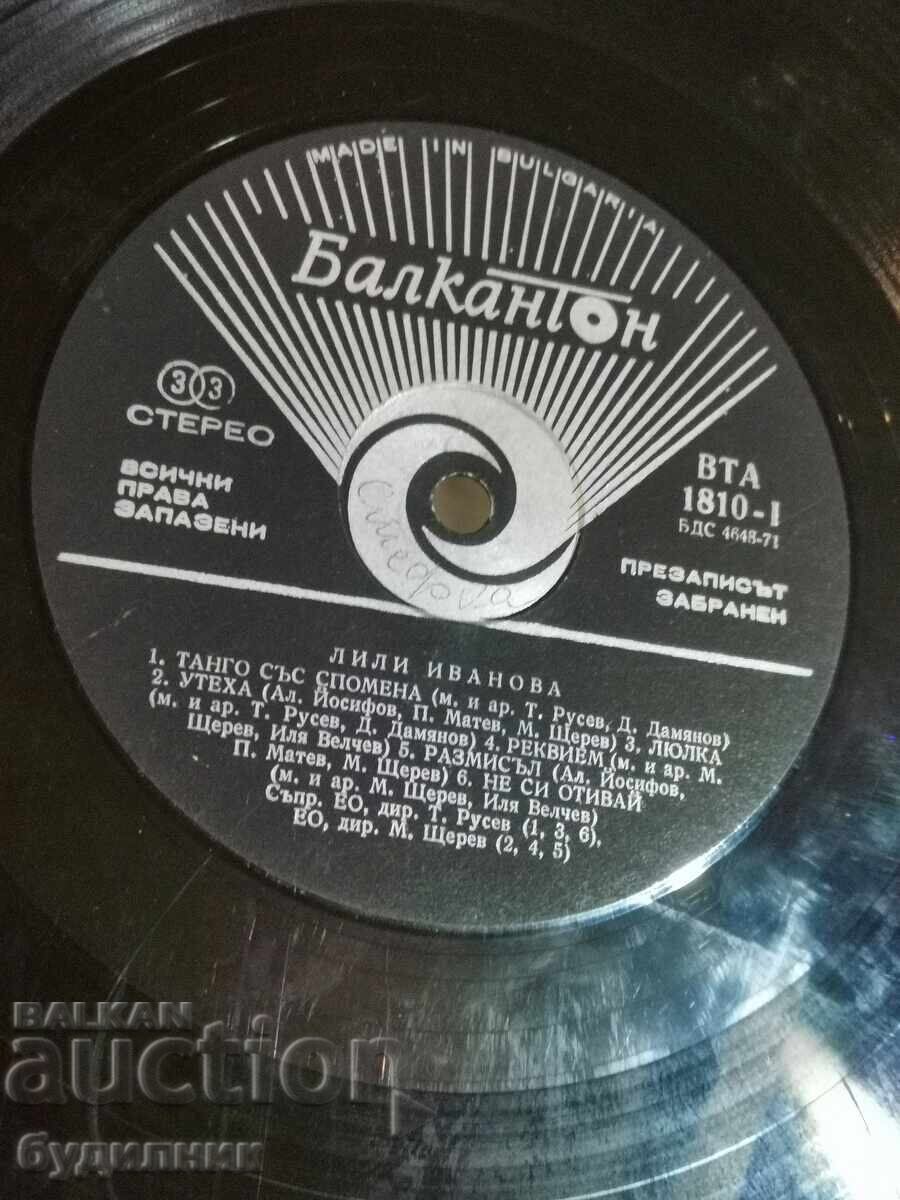 MADE IN BULGARIA
Балкантон
33
СТЕРЕО
ВСИЧКИ
ПРАВА
ЗАПАЗЕНИ
ВТА
1810-I
БДС 4648-71
ПРЕЗАПИСЪТ
ЗАБРАНЕН
ЛИЛИ ИВАНОВА
1. ТАНГО СЪС СПОМЕНА (м. и ар. Т. Русев, Д. Дамянов)
2. УТЕХА (Ал. Йосифов, П. Матев, М. Щерев) 3. ЛЮЛКА
(м. и ар. Т. Русев, Д. Дамянов) 4. РЕКВИЕМ (м. и ар. М.
Щерев, Иля Велчев) 5. РАЗМИСЪЛ (Ал. Йосифов,
П. Матев, М. Щерев) 6. НЕ СИ ОТИВАЙ
(м. и ар. М. Щерев, Иля Велчев)
Съпр. ЕО, дир. Т. Русев (1, 3, 6),
ЕО, дир. М. Щерев (2, 4, 5)
BALKAN
auction
будилник